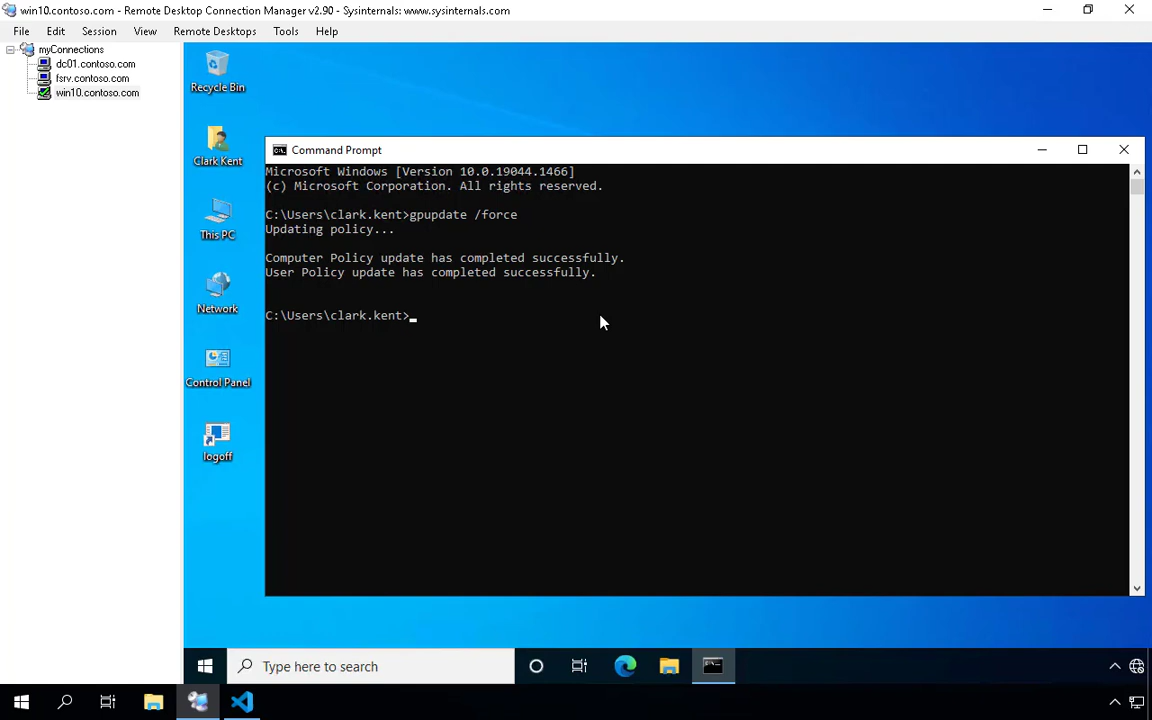 win10.contoso.com - Remote Desktop Connection Manager v2.90 - Sysinternals: www.sysinternals.com
File Edit Session View Remote Desktops Tools Help
myConnections
dc01.contoso.com
fsrv.contoso.com
win10.contoso.com
Recycle Bin
Clark Kent
This PC
Network
Control Panel
logoff
Command Prompt
Microsoft Windows [Version 10.0.19044.1466]
(c) Microsoft Corporation. All rights reserved.
C:\Users\clark.kent>gpupdate /force
Updating policy...
Computer Policy update has completed successfully.
User Policy update has completed successfully.
C:\Users\clark.kent>
Type here to search